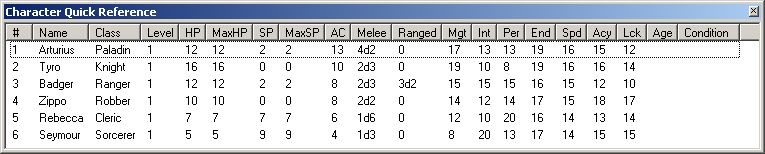 Character Quick Reference
# Name Class Level HP MaxHP SP MaxSP AC Melee Ranged Mgt Int Per End Spd Acy Lck Age Condition
1 Arturius Paladin 1 12 12 2 2 13 4d2 0 17 13 13 19 16 15 12
2 Tyro Knight 1 16 16 0 0 10 2d3 0 19 10 8 19 16 16 14
3 Badger Ranger 1 12 12 2 2 8 2d3 3d2 15 15 15 16 15 12 10
4 Zippo Robber 1 10 10 0 0 8 2d2 0 14 12 14 17 15 18 17
5 Rebecca Cleric 1 7 7 7 7 6 1d6 0 12 10 20 16 14 13 14
6 Seymour Sorcerer 1 5 5 9 9 4 1d3 0 8 20 13 17 14 15 15